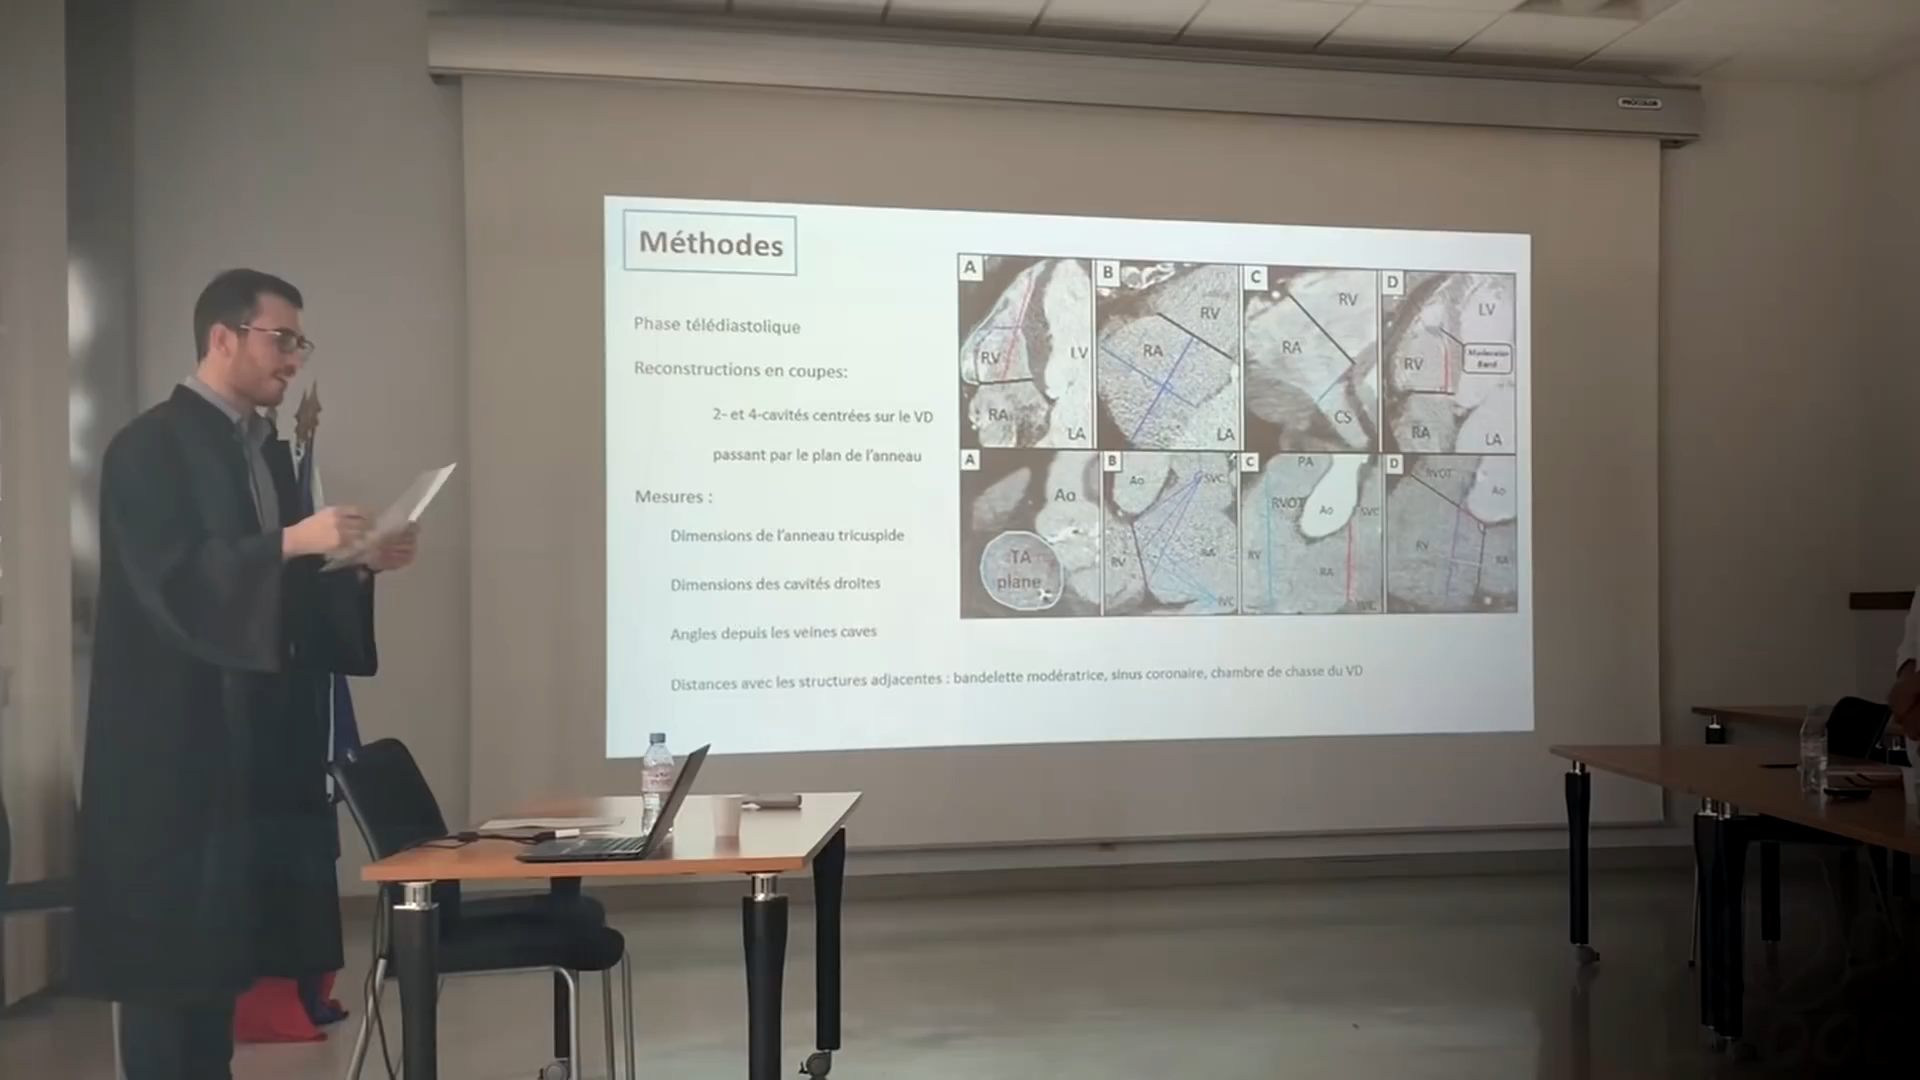 PROCOLOR
Méthodes
Phase télédiastolique
Reconstructions en coupes:
2- et 4-cavités centrées sur le VD
passant par le plan de l'anneau
Mesures :
Dimensions de l'anneau tricuspide
Dimensions des cavités droites
Angles depuis les veines caves
Distances avec les structures adjacentes : bandelette modératrice, sinus coronaire, chambre de chasse du VD
A
RV
LV
RA
LA
B
RV
RA
LA
C
RV
RA
CS
D
LV
RV
Moderator
Band
RA
LA
A
Ao
TA
plane
B
Ao
SVC
RV
RA
IVC
C
PA
RVOT
Ao
SVC
RV
RA
IVC
D
RVOT
Ao
RV
RA